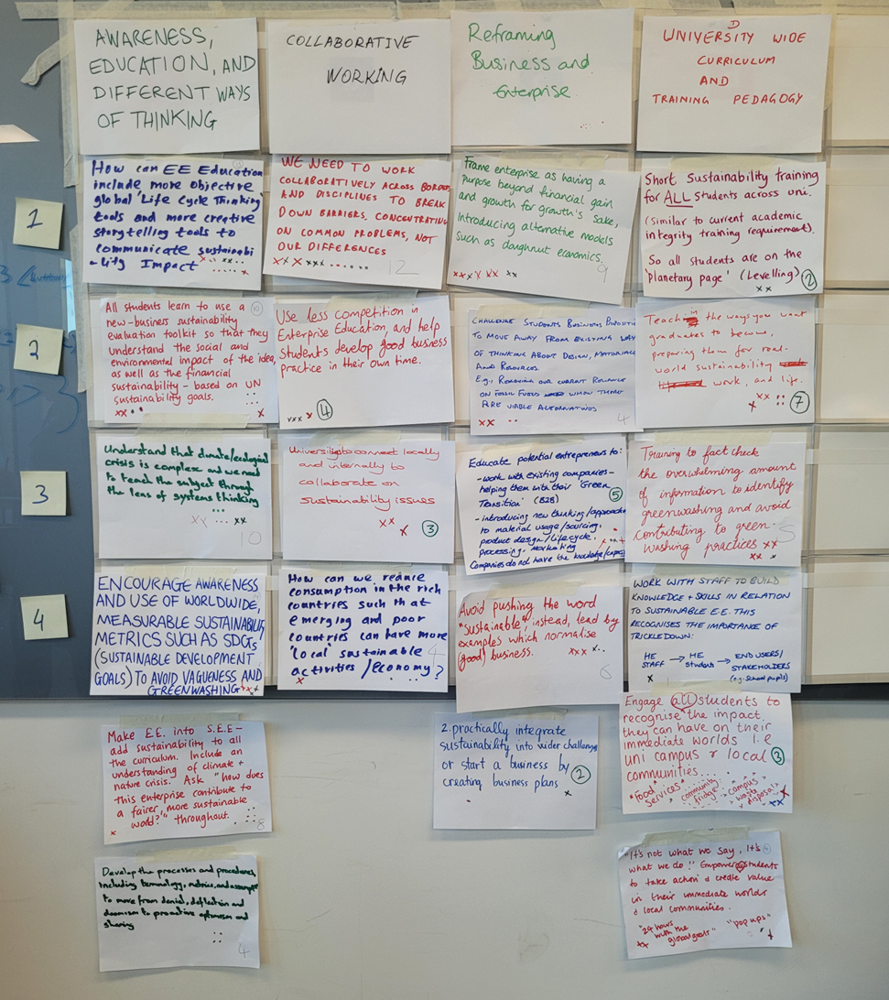 AWARENESS,
EDUCATION, AND
DIFFERENT WAYS
OF THINKING
COLLABORATIVE
WORKING
Reframing
Business and
Enterprise
UNIVERSITY WIDE
CURRICULUM
AND
TRAINING PEDAGOGY
1
How can EE Education
include more objective
global 'Life Cycle Thinking'
tools and more creative
storytelling tools to
communicate sustainabi
-lity Impact
WE NEED TO WORK
COLLABORATIVELY ACROSS BORDERS
AND DISCIPLINES TO BREAK
DOWN BARRIERS, CONCENTRATING
ON COMMON PROBLEMS, NOT
OUR DIFFERENCES
12
Frame enterprise as having a
purpose beyond financial gain
and growth for growth's sake,
introducing alternative models
such as doughnut economics.
9
Short Sustainability training
for ALL students across uni.
(Similar to current academic
integrity training requirement).
So all students are on the
'planetary page' (Levelling)
2
2
All students learn to use a
new-business sustainability
evaluation toolkit so that they
understand the social and
environmental impact of the idea,
as well as the financial
sustainability - based on UN
sustainability goals.
10
Use less competition in
Enterprise Education, and help
students develop good business
practice in their own time.
4
CHALLENGE STUDENTS BUSINESS
TO MOVE AWAY FROM EXISTING WAY
OF THINKING ABOUT DESIGN, MATERIALS
AND RESOURCES
E.g., REMOVING OUR CURRENT RELIANCE
ON FOSSIL FUELS WHEN THERE
ARE VIABLE ALTERNATIVES
4
Teach in the ways you want
graduates to become,
preparing them for real-
world sustainability
work, and life.
7
3
Understand that climate/ecological
crisis is complex and we need
to teach the subject through
the lens of systems thinking
10
Universities to connect locally
and internally to
collaborate on
sustainability issues
3
Educate potential entrepreneurs to:
- work with existing companies -
helping them with their 'Green
Transition' (B2B)
- introducing new thinking/approaches
to material usage/sourcing,
product design/lifecycle,
processing, marketing
Companies do not have the knowledge/
5
Training to fact check
the overwhelming amount
of information to identify
greenwashing and avoid
contributing to green-
washing practices
5
4
ENCOURAGE AWARENESS
AND USE OF WORLDWIDE,
MEASURABLE SUSTAINABILITY
METRICS SUCH AS SDGs
(SUSTAINABLE DEVELOPMENT
GOALS) TO AVOID VAGUENESS AND
GREENWASHING
How can we reduce
consumption in the rich
countries such that
emerging and poor
countries can have more
'local' sustainable
activities/economy?
4
Avoid pushing the word
"sustainable", instead, lead by
examples which normalise
(good) business.
6
WORK WITH STAFF TO BUILD
KNOWLEDGE + SKILLS IN RELATION
TO SUSTAINABLE E.E. THIS
RECOGNISES THE IMPORTANCE OF
TRICKLEDOWN:
HE STAFF → HE Students → END USERS/
STAKEHOLDERS
(e.g. School pupils)
Make E.E. into S.E.E -
add sustainability to all
the curriculum. Include an
understanding of climate +
nature crisis. Ask "how does
this enterprise contribute to
a fairer, more sustainable
world?" throughout.
8
2. practically integrate
sustainability into wider challenges
or start a business by
creating business plans
2
Engage all students to
recognise the impact
they can have on their
immediate worlds i.e
uni campus & local
communities...
3
"food"
services"
community
fridge
campus
waste
disposal
Develop the processes and procedures,
including terminology, metrics, and
to move from denial, deflection and
doomism to proactive optimism and
sharing
4
"It's not what we say, it's
what we do!" Empower students
to take action & create value
in their immediate worlds
& local communities.
"24 hours
with the
global goals"
"pop ups"